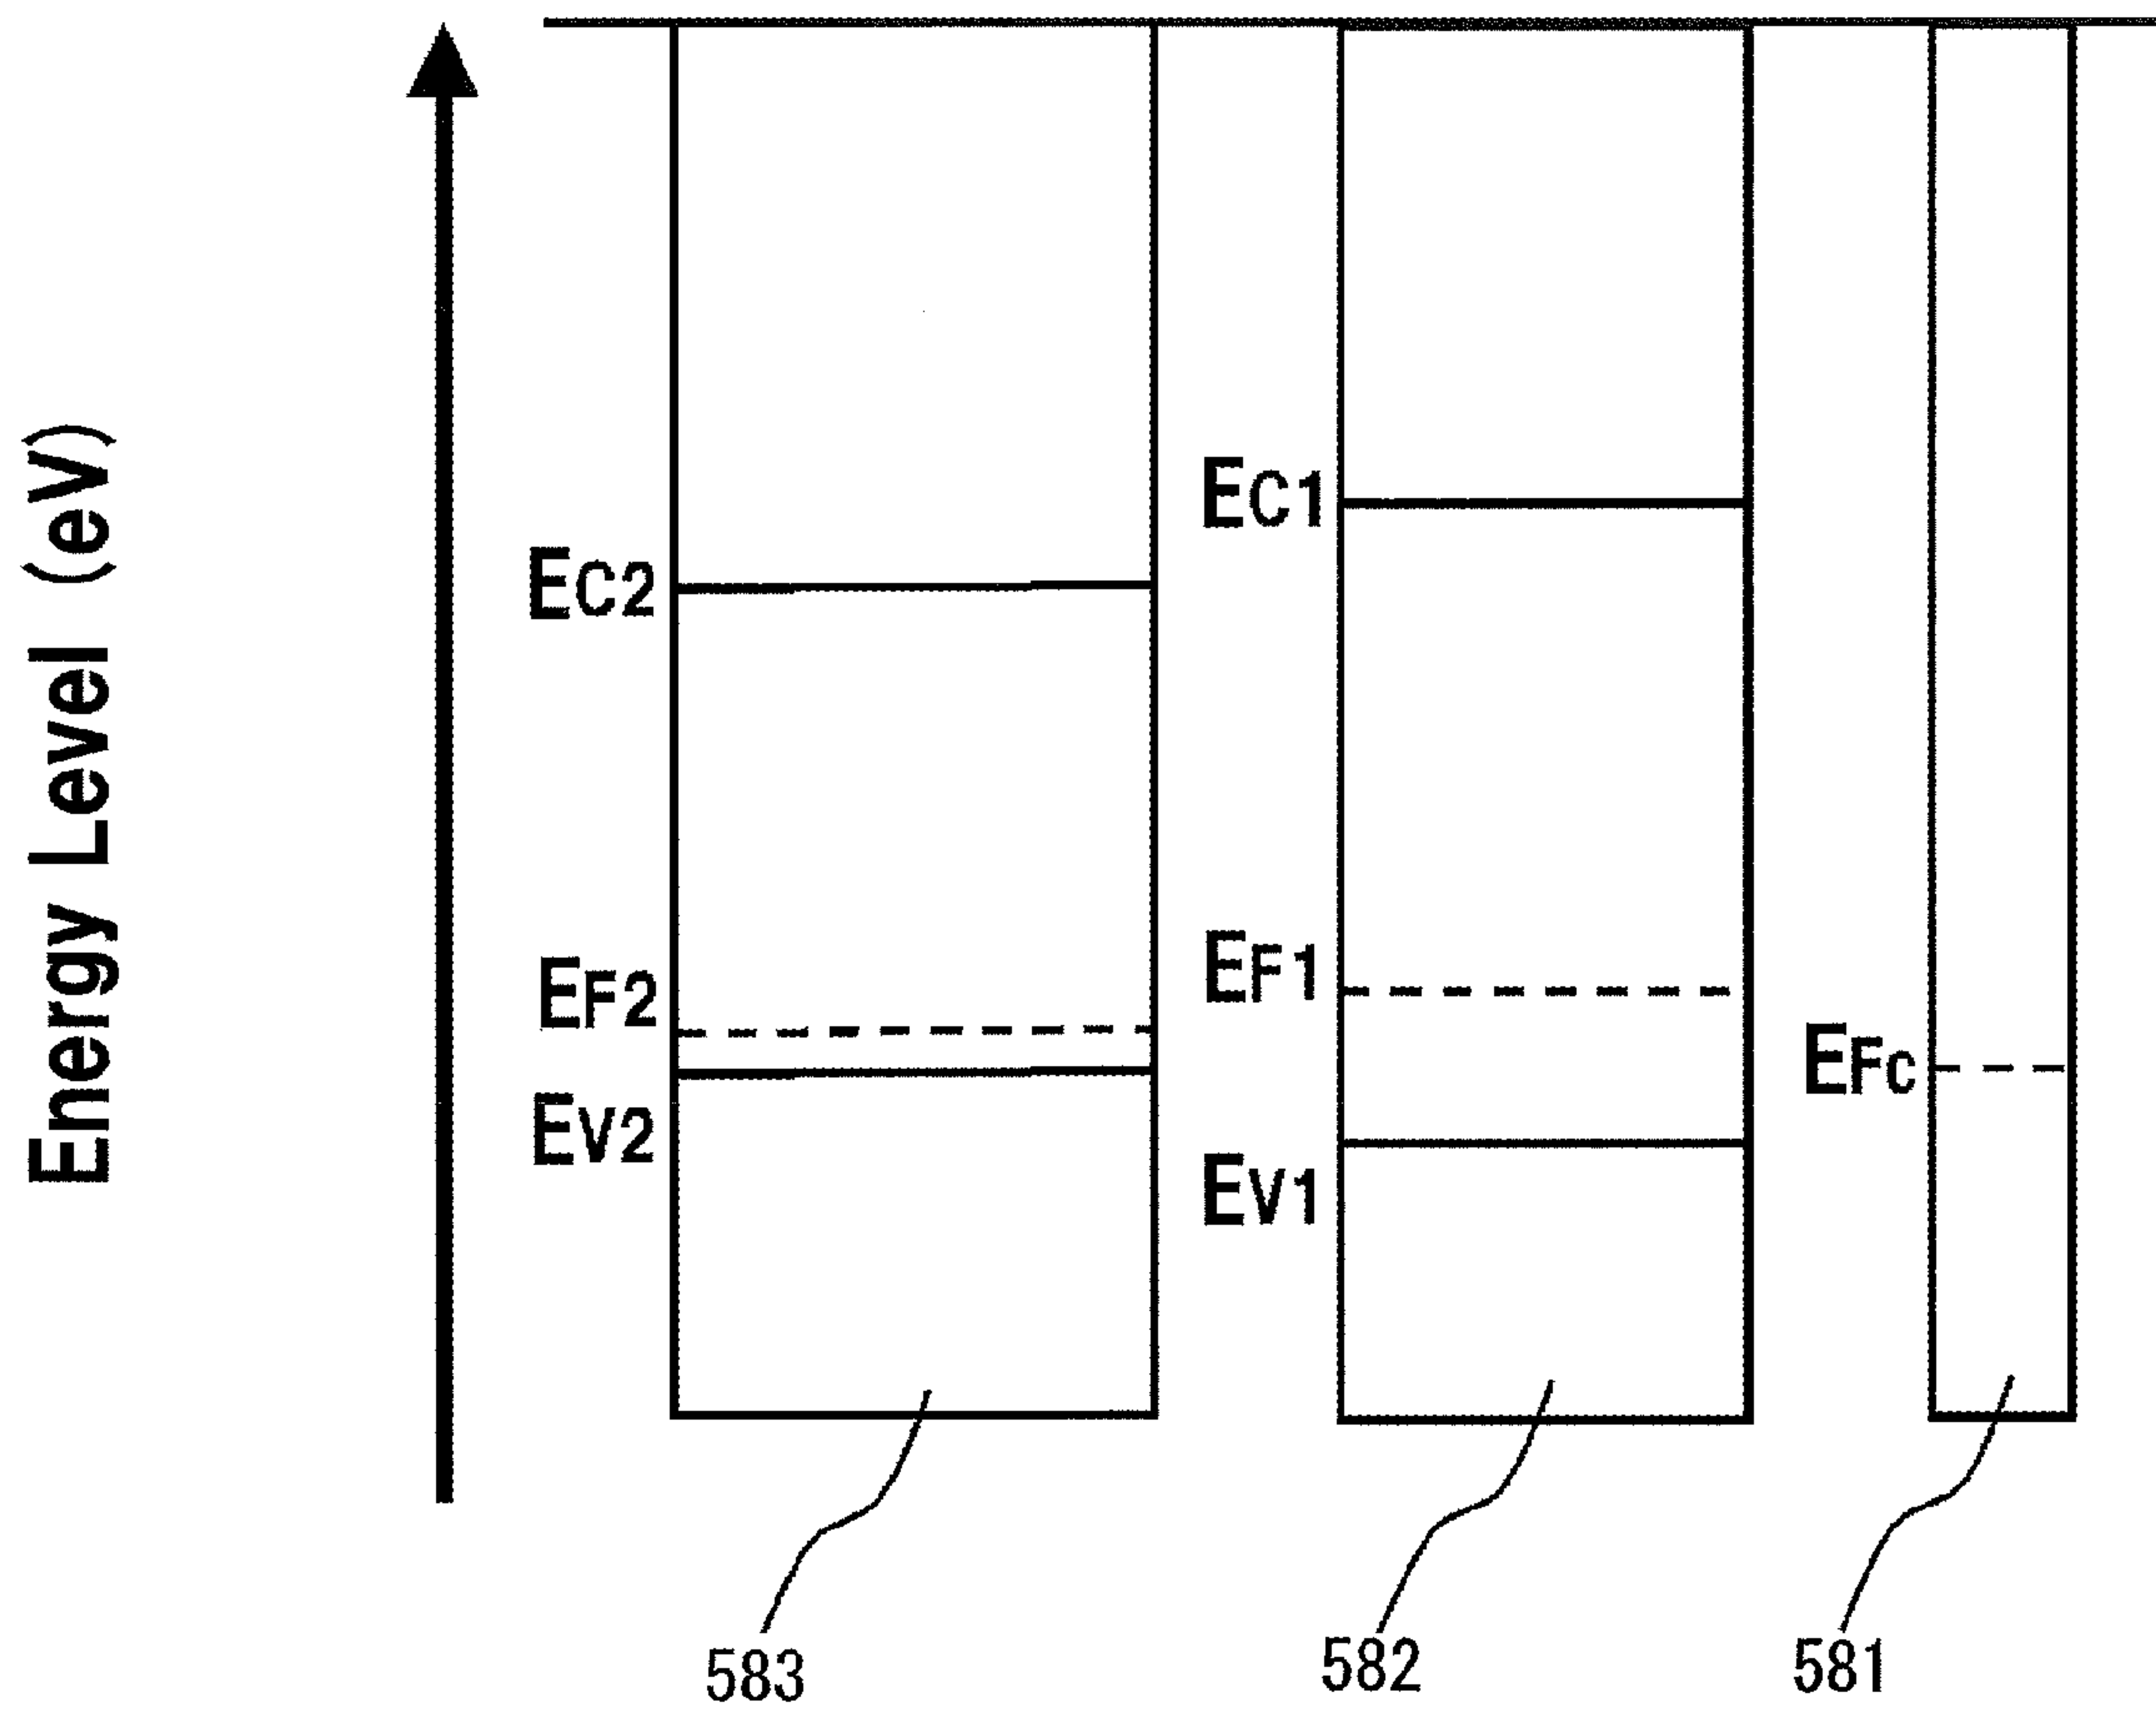 Energy Level (eV)
EC1
EC2
EF1
EF2
EFC
EV2
EV1
583
582
581